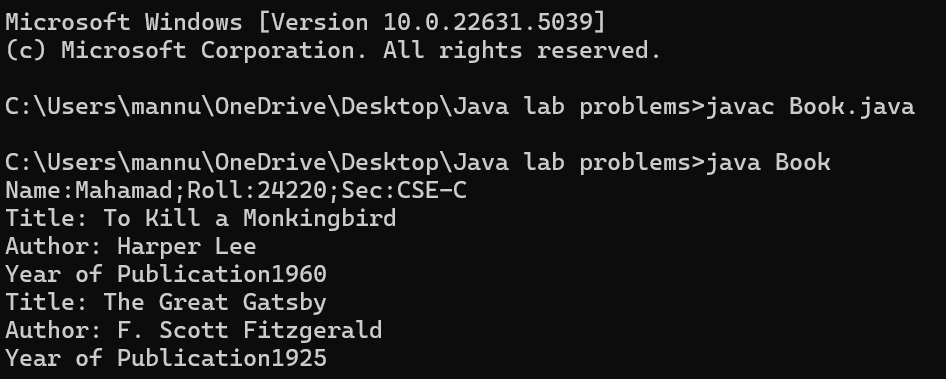 Microsoft Windows [Version 10.0.22631.5039]
(c) Microsoft Corporation. All rights reserved.
C:\Users\mannu\OneDrive\Desktop\Java lab problems>javac Book.java
C:\Users\mannu\OneDrive\Desktop\Java lab problems>java Book
Name:Mahamad;Roll:24220;Sec:CSE-C
Title: To Kill a Monkingbird
Author: Harper Lee
Year of Publication1960
Title: The Great Gatsby
Author: F. Scott Fitzgerald
Year of Publication1925